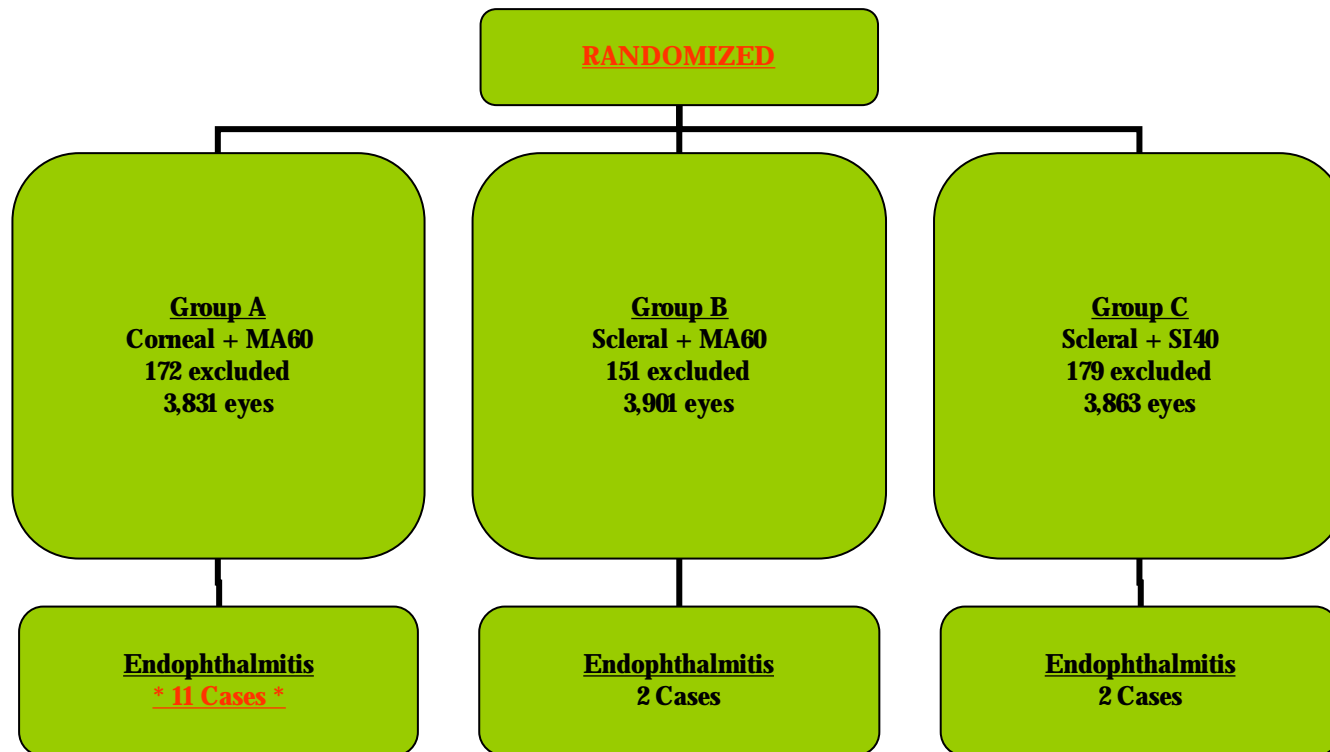 RANDOMIZED
Group A
Corneal + MA60
172 excluded
3,831 eyes
Group B
Scleral + MA60
151 excluded
3,901 eyes
Group C
Scleral + SI40
179 excluded
3,863 eyes
Endophthalmitis
* 11 Cases *
Endophthalmitis
2 Cases
Endophthalmitis
2 Cases